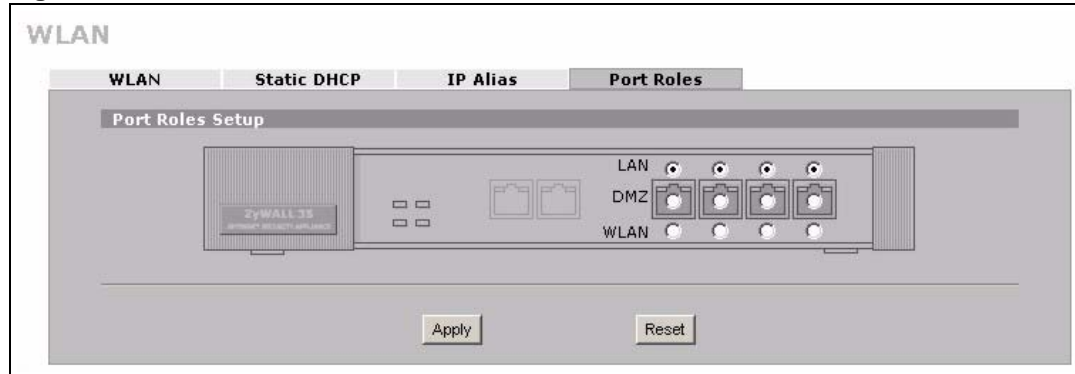 WLAN
WLAN Static DHCP IP Alias Port Roles
Port Roles Setup
LAN
DMZ
ZyWALL 35
WLAN
Apply Reset